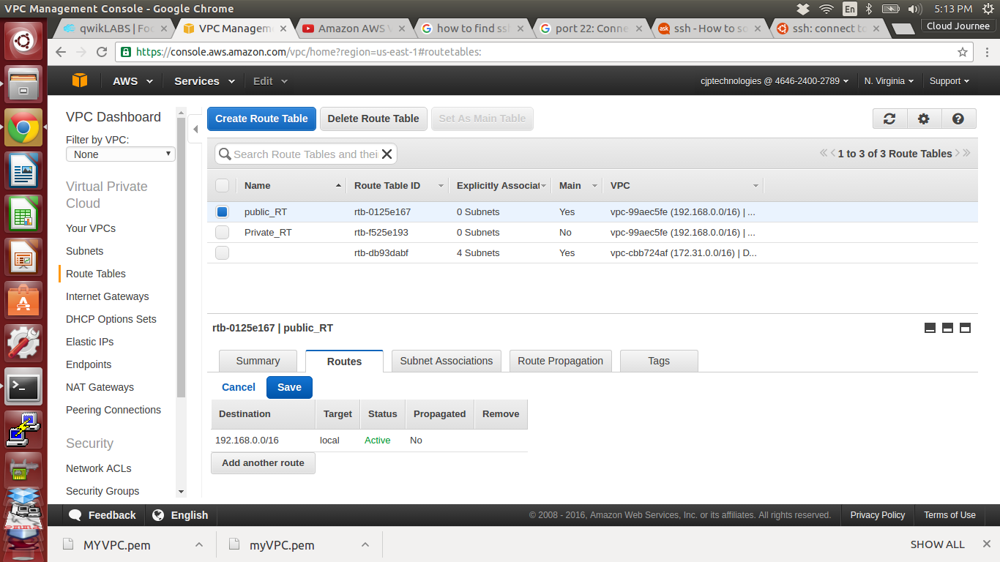 VPC Management Console - Google Chrome
En
5:13 PM
qwikLABS | Foc
VPC Managem
Amazon AWS V
how to find ssh
port 22: Conne
ask
ssh - How to so
ssh: connect to
Cloud Journee
https://console.aws.amazon.com/vpc/home?region=us-east-1#routetables:
AWS
Services
Edit
cjptechnologies @ 4646-2400-2789
N. Virginia
Support
VPC Dashboard
Filter by VPC:
None
Virtual Private
Cloud
Your VPCs
Subnets
Route Tables
Internet Gateways
DHCP Options Sets
Elastic IPs
Endpoints
NAT Gateways
Peering Connections
Security
Network ACLs
Security Groups
Create Route Table
Delete Route Table
Set As Main Table
Search Route Tables and thei
1 to 3 of 3 Route Tables
Name Route Table ID Explicitly Associat Main VPC
public_RT rtb-0125e167 0 Subnets Yes vpc-99aec5fe (192.168.0.0/16) | ...
Private_RT rtb-f525e193 0 Subnets No vpc-99aec5fe (192.168.0.0/16) | ...
rtb-db93dabf 4 Subnets Yes vpc-cbb724af (172.31.0.0/16) | D...
rtb-0125e167 | public_RT
Summary
Routes
Subnet Associations
Route Propagation
Tags
Cancel
Save
Destination Target Status Propagated Remove
192.168.0.0/16 local Active No
Add another route
Feedback
English
© 2008 - 2016, Amazon Web Services, Inc. or its affiliates. All rights reserved.
Privacy Policy
Terms of Use
MYVPC.pem
myVPC.pem
SHOW ALL